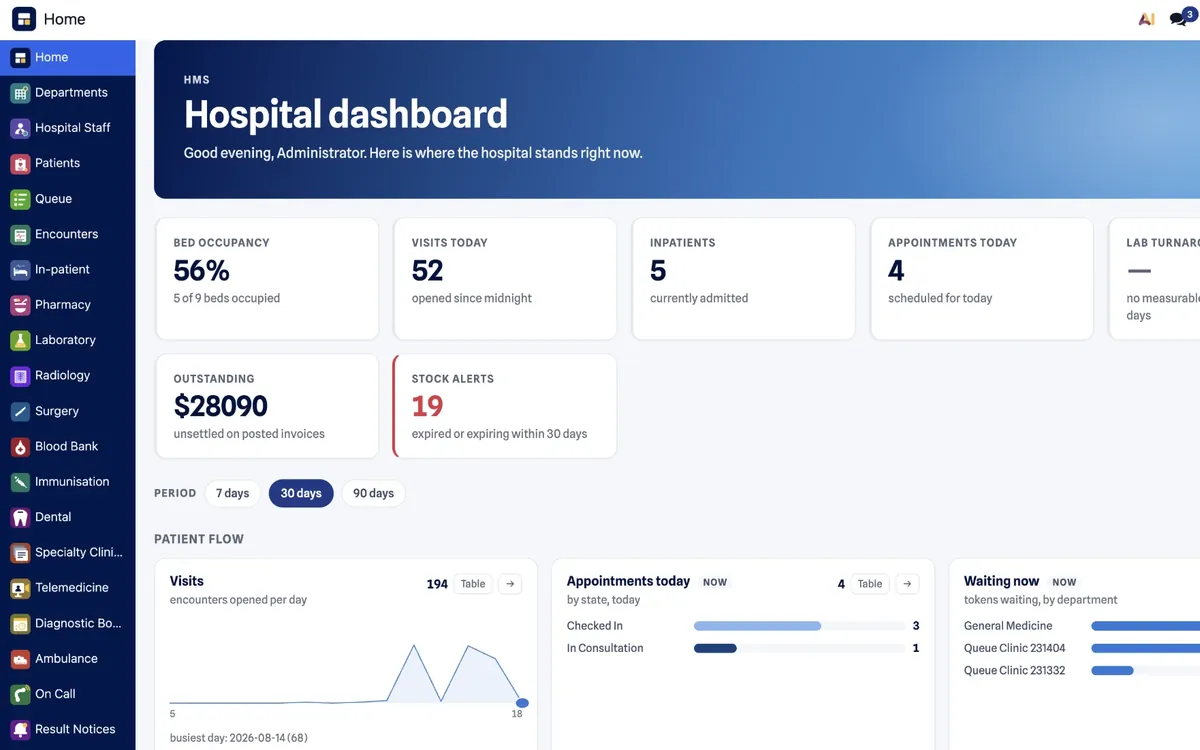 Home
AI
3
Home
Departments
Hospital Staff
Patients
Queue
Encounters
In-patient
Pharmacy
Laboratory
Radiology
Surgery
Blood Bank
Immunisation
Dental
Specialty Clini...
Telemedicine
Diagnostic Bo...
Ambulance
On Call
Result Notices
HMS
Hospital dashboard
Good evening, Administrator. Here is where the hospital stands right now.
BED OCCUPANCY
56%
5 of 9 beds occupied
VISITS TODAY
52
opened since midnight
INPATIENTS
5
currently admitted
APPOINTMENTS TODAY
4
scheduled for today
LAB TURNARO
—
no measurable
days
OUTSTANDING
$28090
unsettled on posted invoices
STOCK ALERTS
19
expired or expiring within 30 days
PERIOD 7 days 30 days 90 days
PATIENT FLOW
Visits 194 Table →
encounters opened per day
5 18
busiest day: 2026-08-14 (68)
Appointments today NOW 4 Table →
by state, today
Checked In 3
In Consultation 1
Waiting now NOW
tokens waiting, by department
General Medicine
Queue Clinic 231404
Queue Clinic 231332